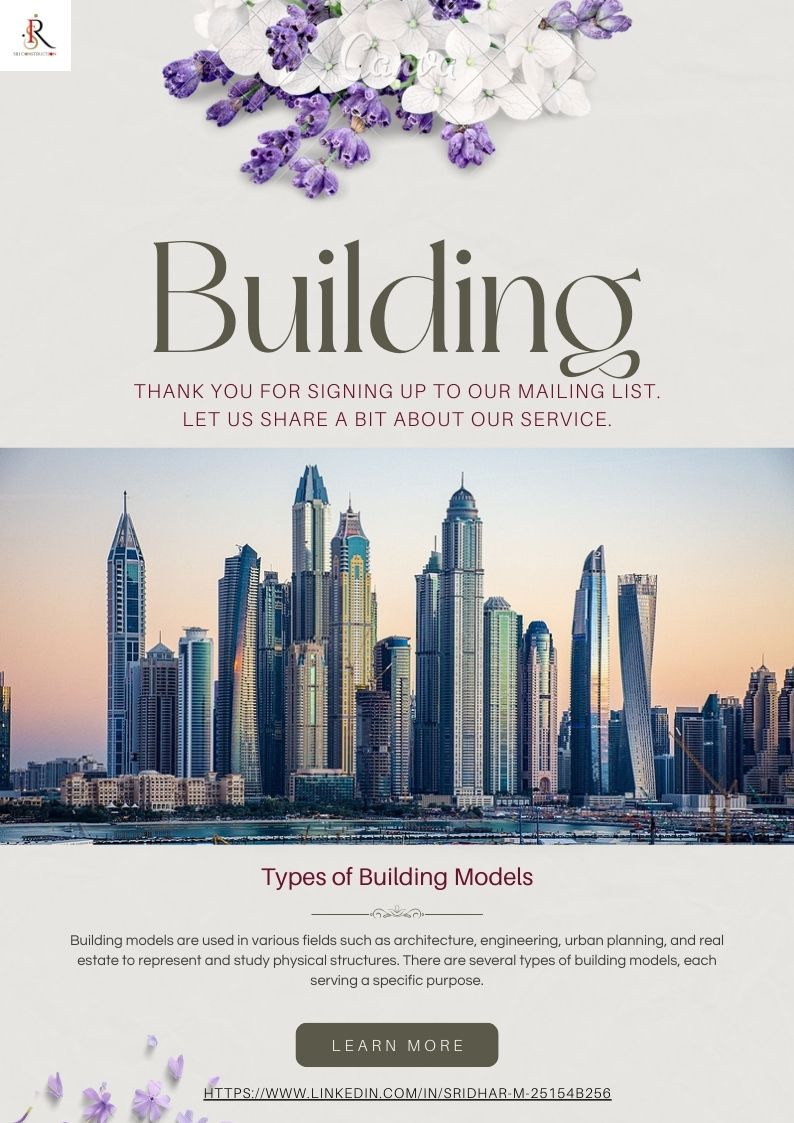 SRI CONSTRUCTION
Canva
Building
THANK YOU FOR SIGNING UP TO OUR MAILING LIST.
LET US SHARE A BIT ABOUT OUR SERVICE.
Types of Building Models
Building models are used in various fields such as architecture, engineering, urban planning, and real
estate to represent and study physical structures. There are several types of building models, each
serving a specific purpose.
LEARN MORE
HTTPS://WWW.LINKEDIN.COM/IN/SRIDHAR-M-25154B256